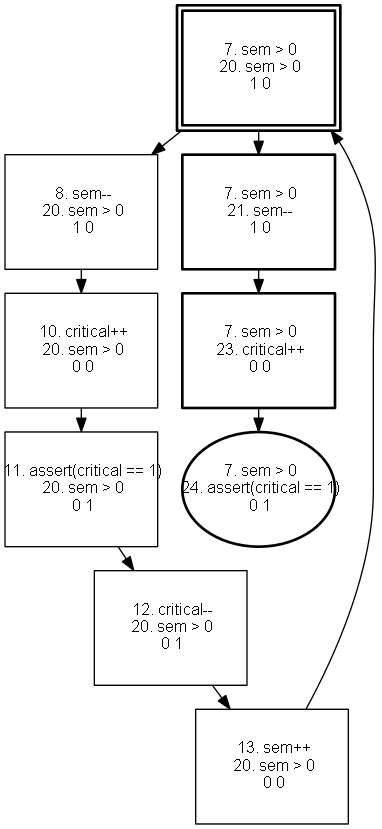 7. sem > 0
20. sem > 0
1 0
8. sem--
20. sem > 0
1 0
7. sem > 0
21. sem--
1 0
10. critical++
20. sem > 0
0 0
7. sem > 0
23. critical++
0 0
11. assert(critical == 1)
20. sem > 0
0 1
7. sem > 0
24. assert(critical == 1)
0 1
12. critical--
20. sem > 0
0 1
13. sem++
20. sem > 0
0 0